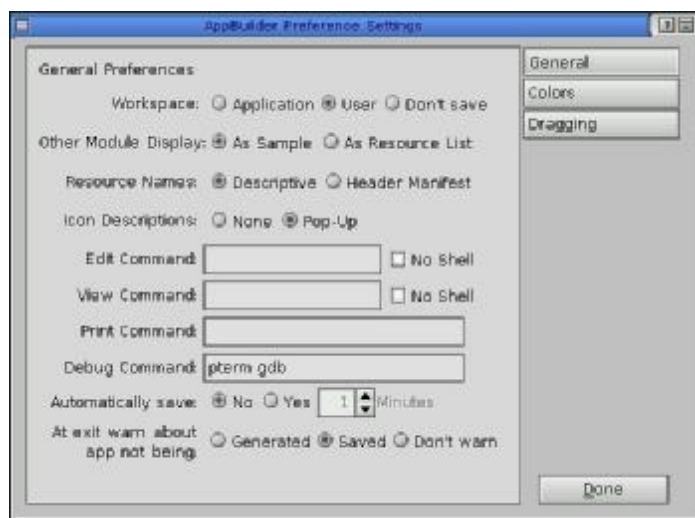 AppBuilder Preference Settings
General Preferences
Workspace: Application User Don't save
Other Module Display: As Sample As Resource List
Resource Names: Descriptive Header Manifest
Icon Descriptions: None Pop-Up
Edit Command: No Shell
View Command: No Shell
Print Command:
Debug Command: pterm gdb
Automatically save: No Yes 1 Minutes
At exit warn about
app not being: Generated Saved Don't warn
General
Colors
Dragging
Done